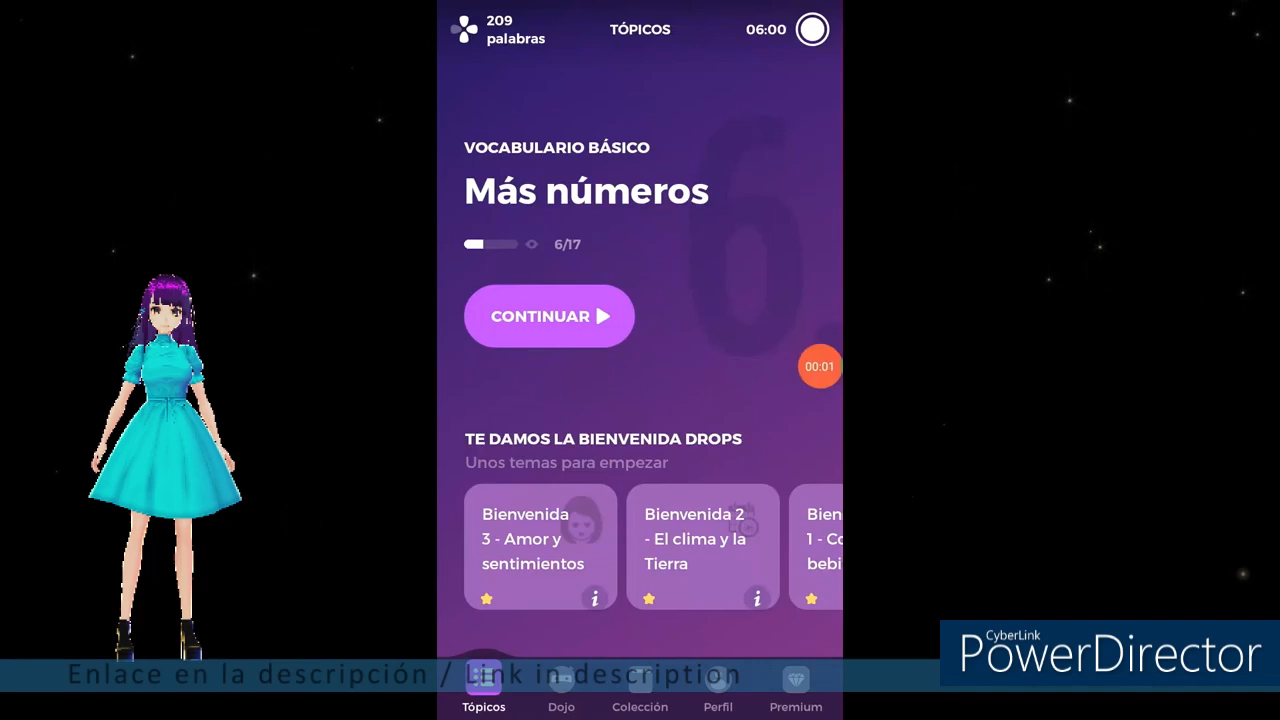 209
palabras
TÓPICOS
06:00
VOCABULARIO BÁSICO
Más números
6/17
CONTINUAR
6.
00:01
TE DAMOS LA BIENVENIDA DROPS
Unos temas para empezar
Bienvenida
3 - Amor y
sentimientos
i
Bienvenida 2
- El clima y la
Tierra
i
Bien
1 - Co
bebi
CyberLink
PowerDirector
Enlace en la descripción / Link in description
Tópicos
Dojo
Colección
Perfil
Premium